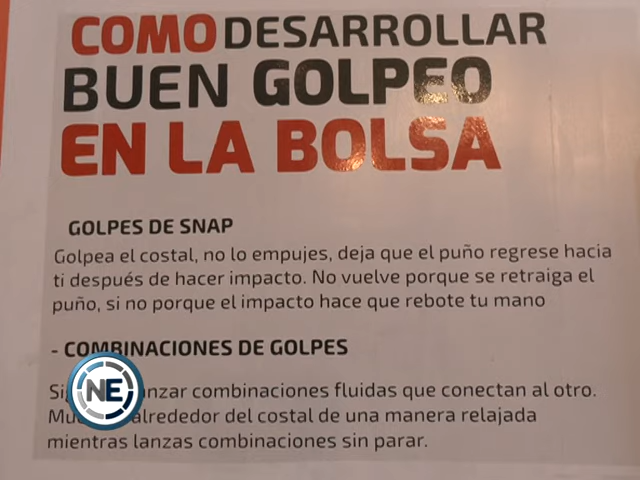 COMO DESARROLLAR
BUEN GOLPEO
EN LA BOLSA
GOLPES DE SNAP
Golpea el costal, no lo empujes, deja que el puño regrese hacia
ti después de hacer impacto. No vuelve porque se retraiga el
puño, si no porque el impacto hace que rebote tu mano
- COMBINACIONES DE GOLPES
NE
lanzar combinaciones fluidas que conectan al otro.
alrededor del costal de una manera relajada
mientras lanzas combinaciones sin parar.